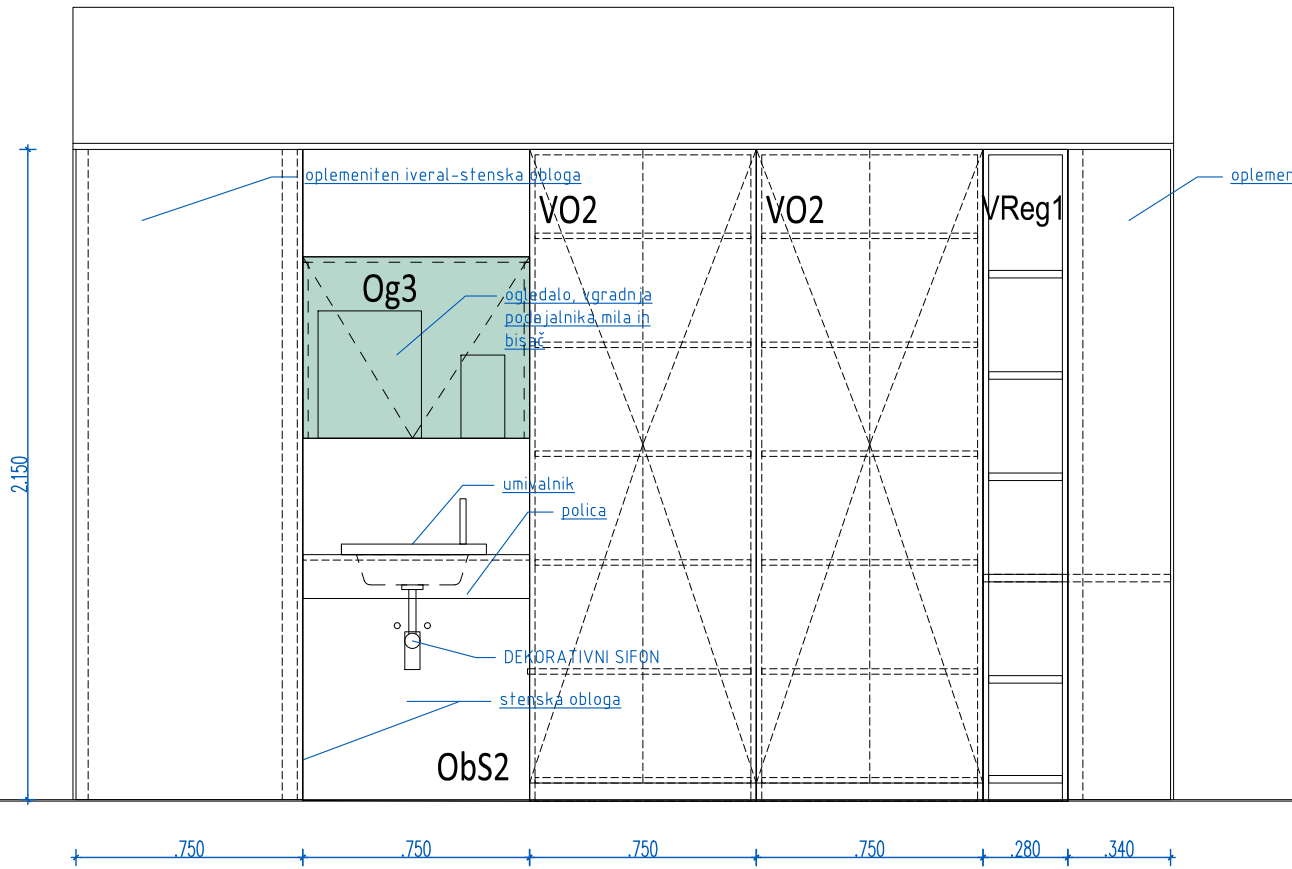 oplemeniten iveral-stenska obloga
oplemen
VO2
VO2
VReg1
Og3
ogledalo, vgradnja
podajalnika mila in
bisač
2.150
umivalnik
polica
DEKORATIVNI SIFON
stenska obloga
ObS2
.750
.750
.750
.750
.280
.340